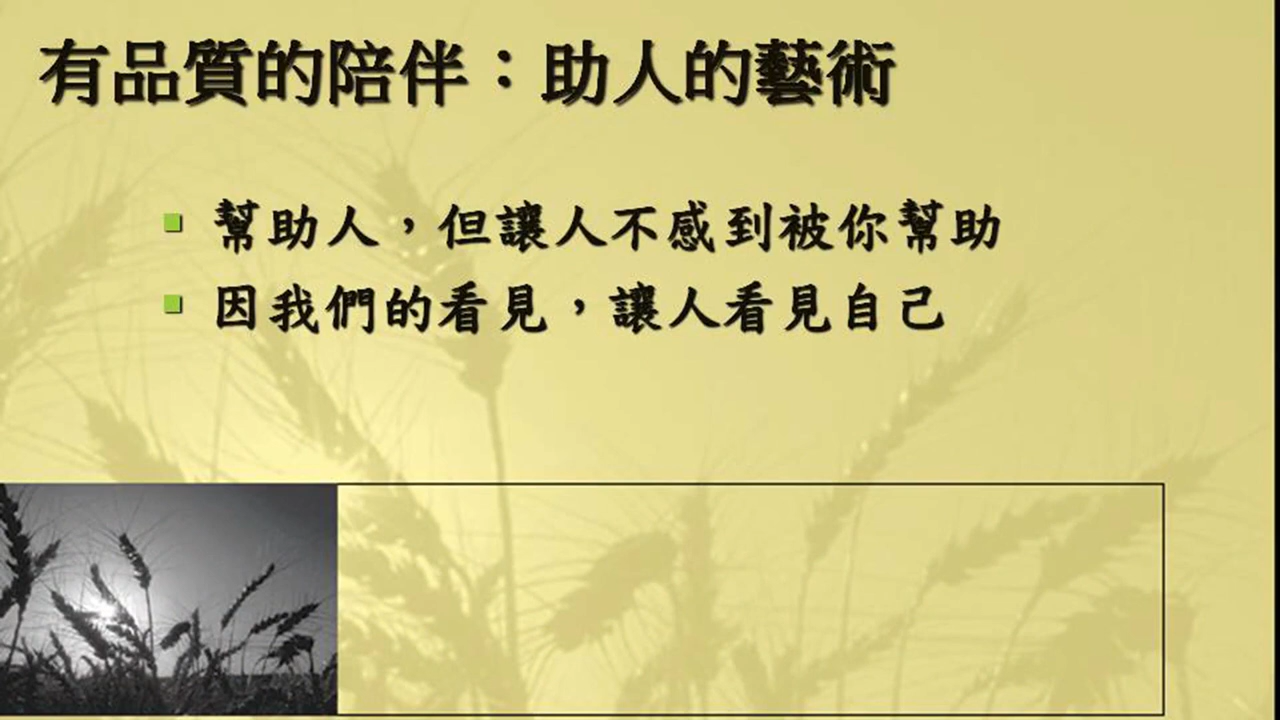 有品質的陪伴：助人的藝術
幫助人，但讓人不感到被你幫助
因我們的看見，讓人看見自己